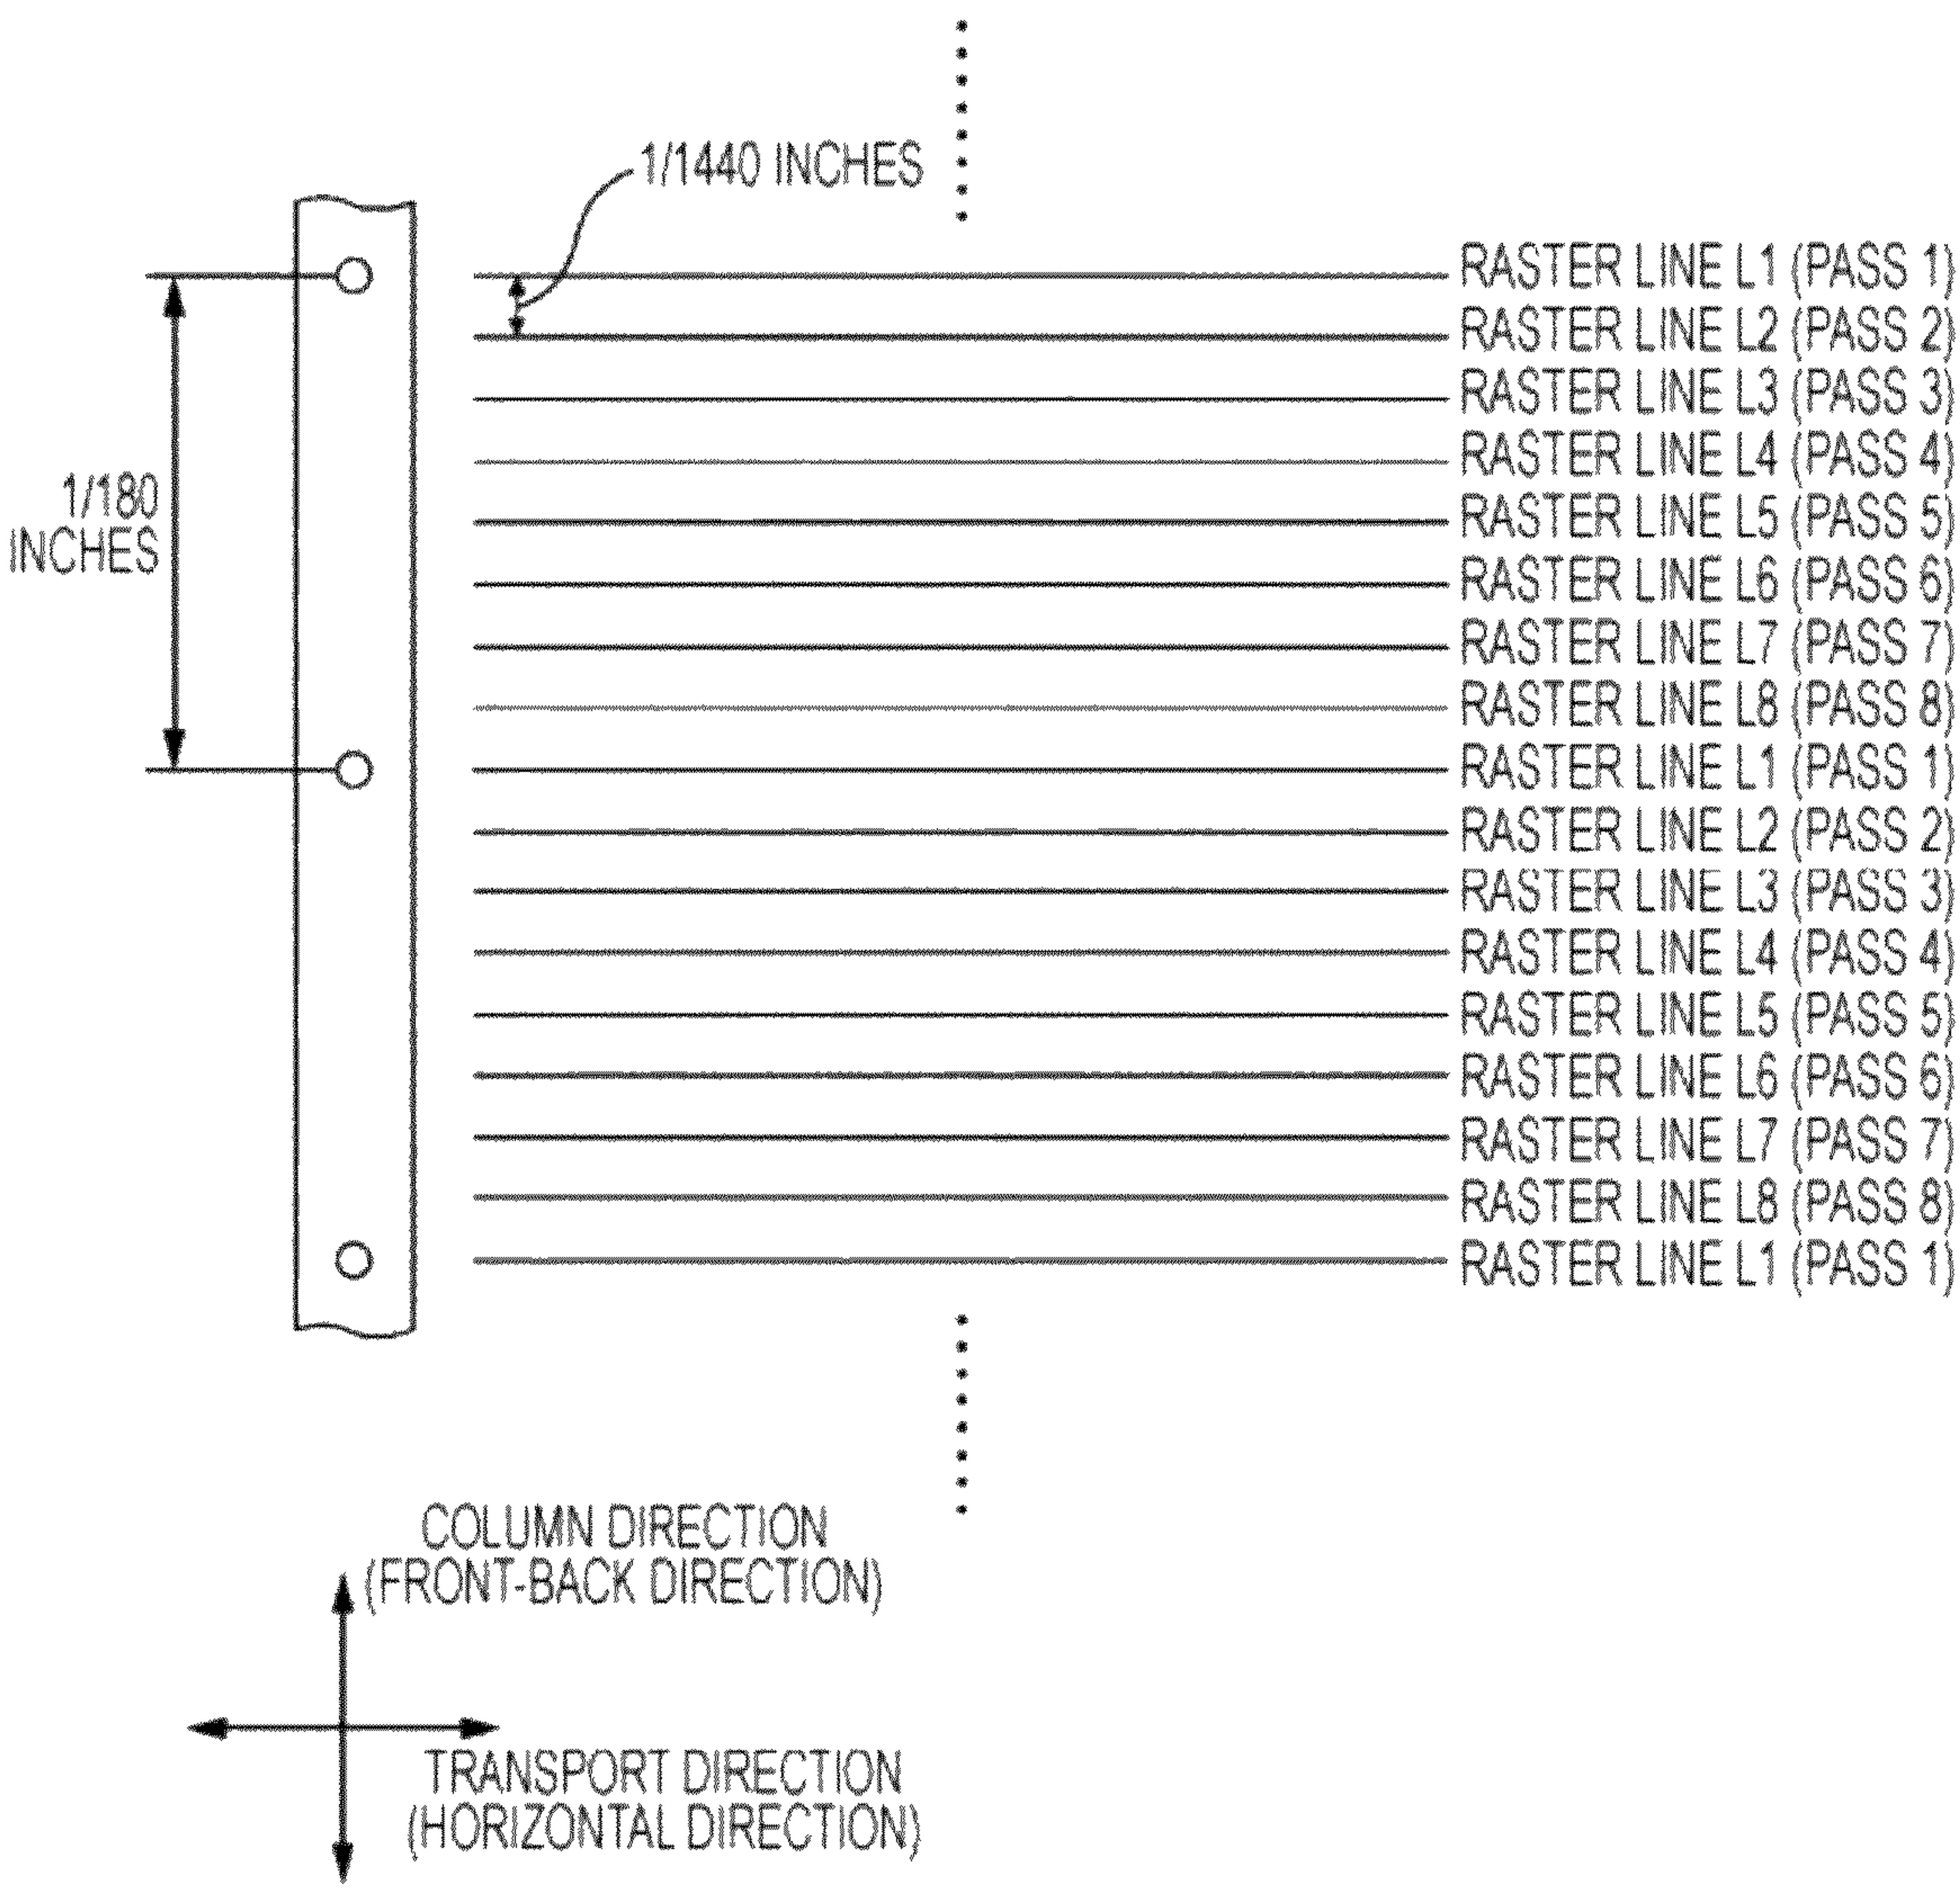 1/1440 INCHES
RASTER LINE L1 (PASS 1)
RASTER LINE L2 (PASS 2)
RASTER LINE L3 (PASS 3)
RASTER LINE L4 (PASS 4)
1/180
INCHES
RASTER LINE L5 (PASS 5)
RASTER LINE L6 (PASS 6)
RASTER LINE L7 (PASS 7)
RASTER LINE L8 (PASS 8)
RASTER LINE L1 (PASS 1)
RASTER LINE L2 (PASS 2)
RASTER LINE L3 (PASS 3)
RASTER LINE L4 (PASS 4)
RASTER LINE L5 (PASS 5)
RASTER LINE L6 (PASS 6)
RASTER LINE L7 (PASS 7)
RASTER LINE L8 (PASS 8)
RASTER LINE L1 (PASS 1)
COLUMN DIRECTION
(FRONT-BACK DIRECTION)
TRANSPORT DIRECTION
(HORIZONTAL DIRECTION)